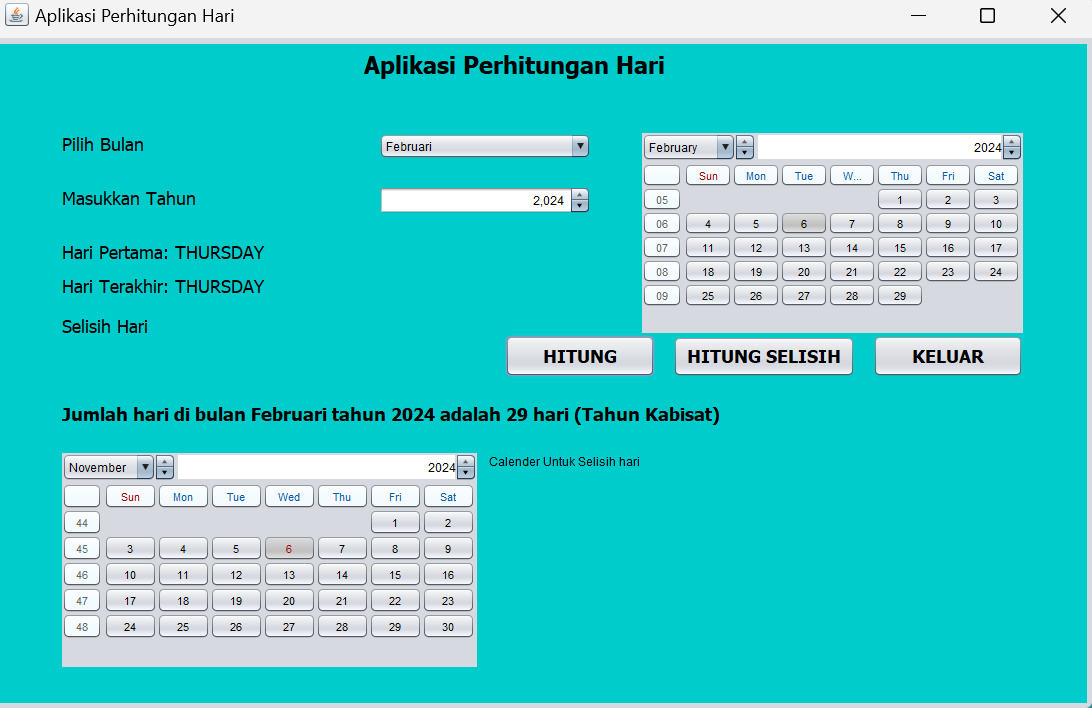 Aplikasi Perhitungan Hari
Aplikasi Perhitungan Hari
Pilih Bulan
Februari
Masukkan Tahun
2,024
Hari Pertama: THURSDAY
Hari Terakhir: THURSDAY
Selisih Hari
February 2024
Sun Mon Tue W... Thu Fri Sat
05 1 2 3
06 4 5 6 7 8 9 10
07 11 12 13 14 15 16 17
08 18 19 20 21 22 23 24
09 25 26 27 28 29
HITUNG HITUNG SELISIH KELUAR
Jumlah hari di bulan Februari tahun 2024 adalah 29 hari (Tahun Kabisat)
November 2024
Calender Untuk Selisih hari
Sun Mon Tue Wed Thu Fri Sat
44 1 2
45 3 4 5 6 7 8 9
46 10 11 12 13 14 15 16
47 17 18 19 20 21 22 23
48 24 25 26 27 28 29 30